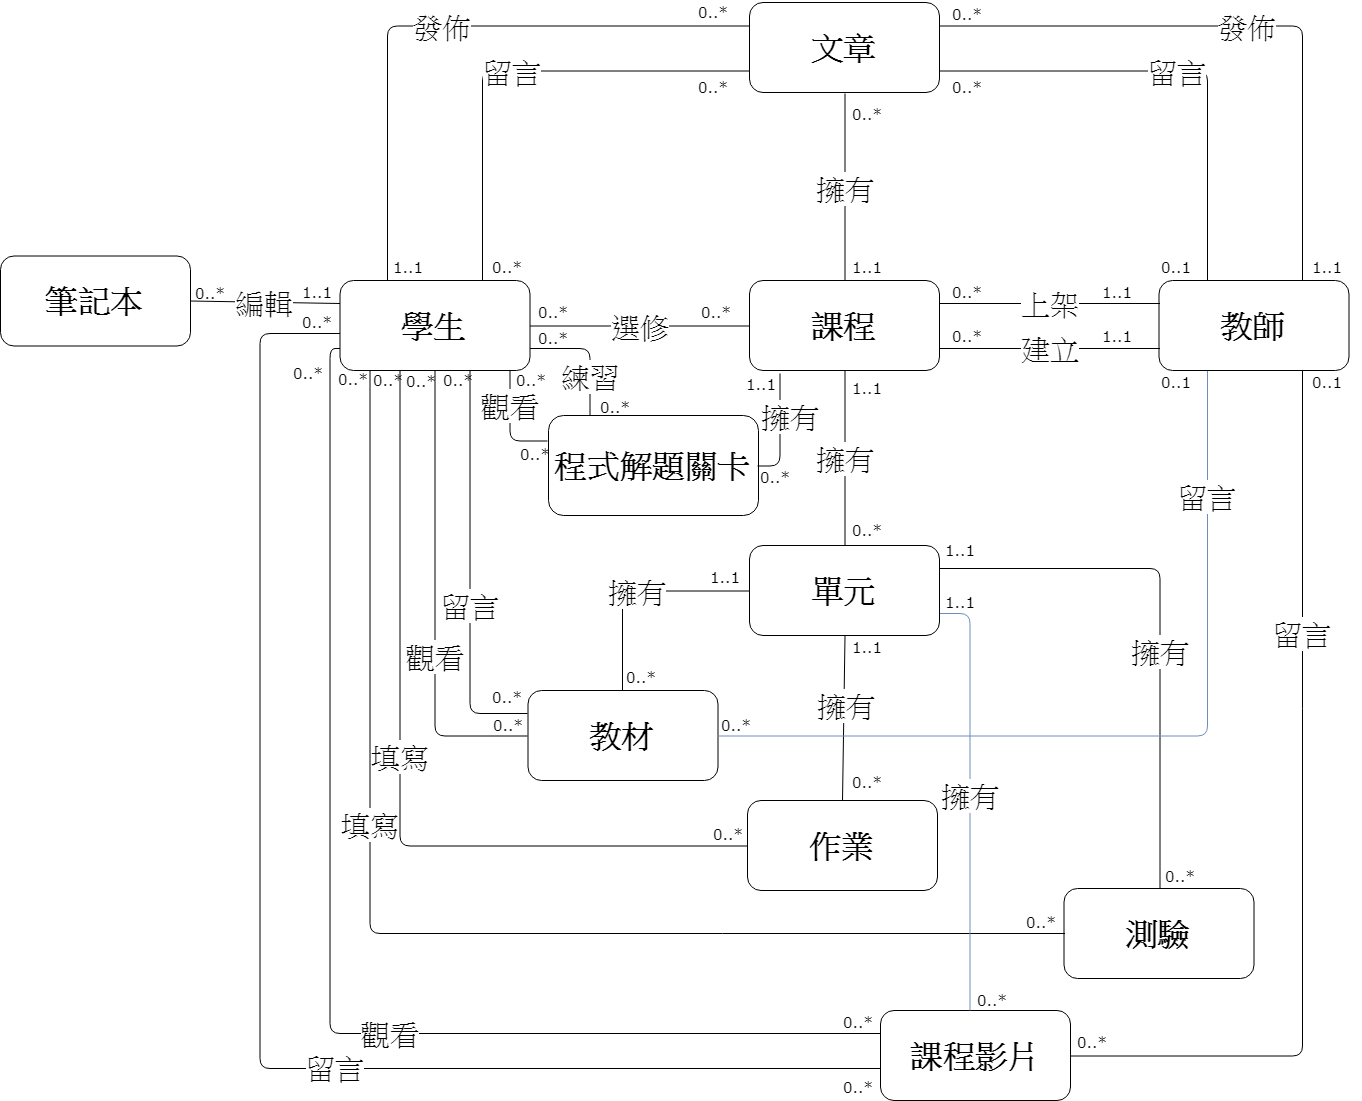 0..*
0..*
發佈
發佈
文章
留言
留言
0..*
0..*
0..*
擁有
1..1
0..*
1..1
0..1
1..1
筆記本
0..*
編輯
1..1
0..*
學生
0..*
選修
0..*
課程
0..*
上架
1..1
0..*
建立
1..1
教師
0..*
練習
0..*
0..*
0..*
0..*
0..*
0..*
0..*
觀看
0..*
0..*
程式解題關卡
1..1
擁有
0..*
1..1
擁有
0..*
0..1
0..1
留言
留言
單元
1..1
1..1
1..1
擁有
0..*
1..1
擁有
0..*
擁有
留言
觀看
0..*
0..*
教材
0..*
填寫
填寫
0..*
作業
擁有
0..*
0..*
測驗
0..*
觀看
0..*
留言
0..*
課程影片
0..*